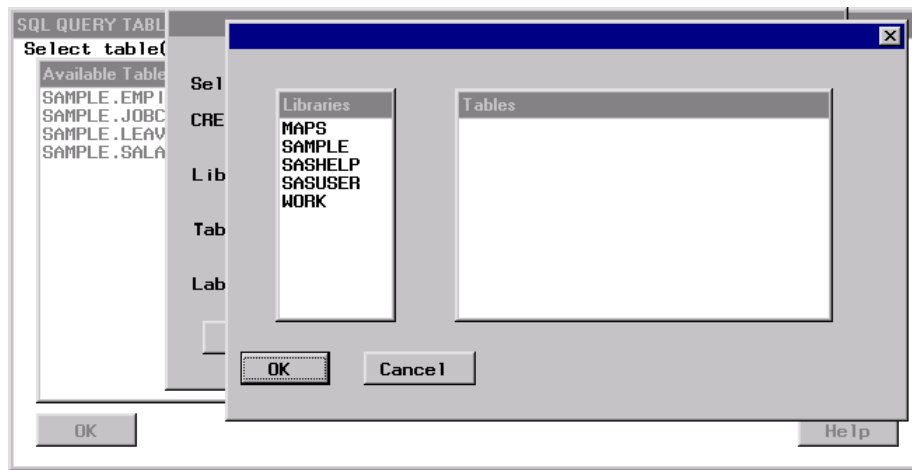 SQL QUERY TABL
Select table(
Available Table
SAMPLE.EMPI
SAMPLE.JOBC
SAMPLE.LEAV
SAMPLE.SALA
OK
Help
Sel
CRE
Lib
Tab
Lab
Libraries
MAPS
SAMPLE
SASHELP
SASUSER
WORK
Tables
OK
Cancel